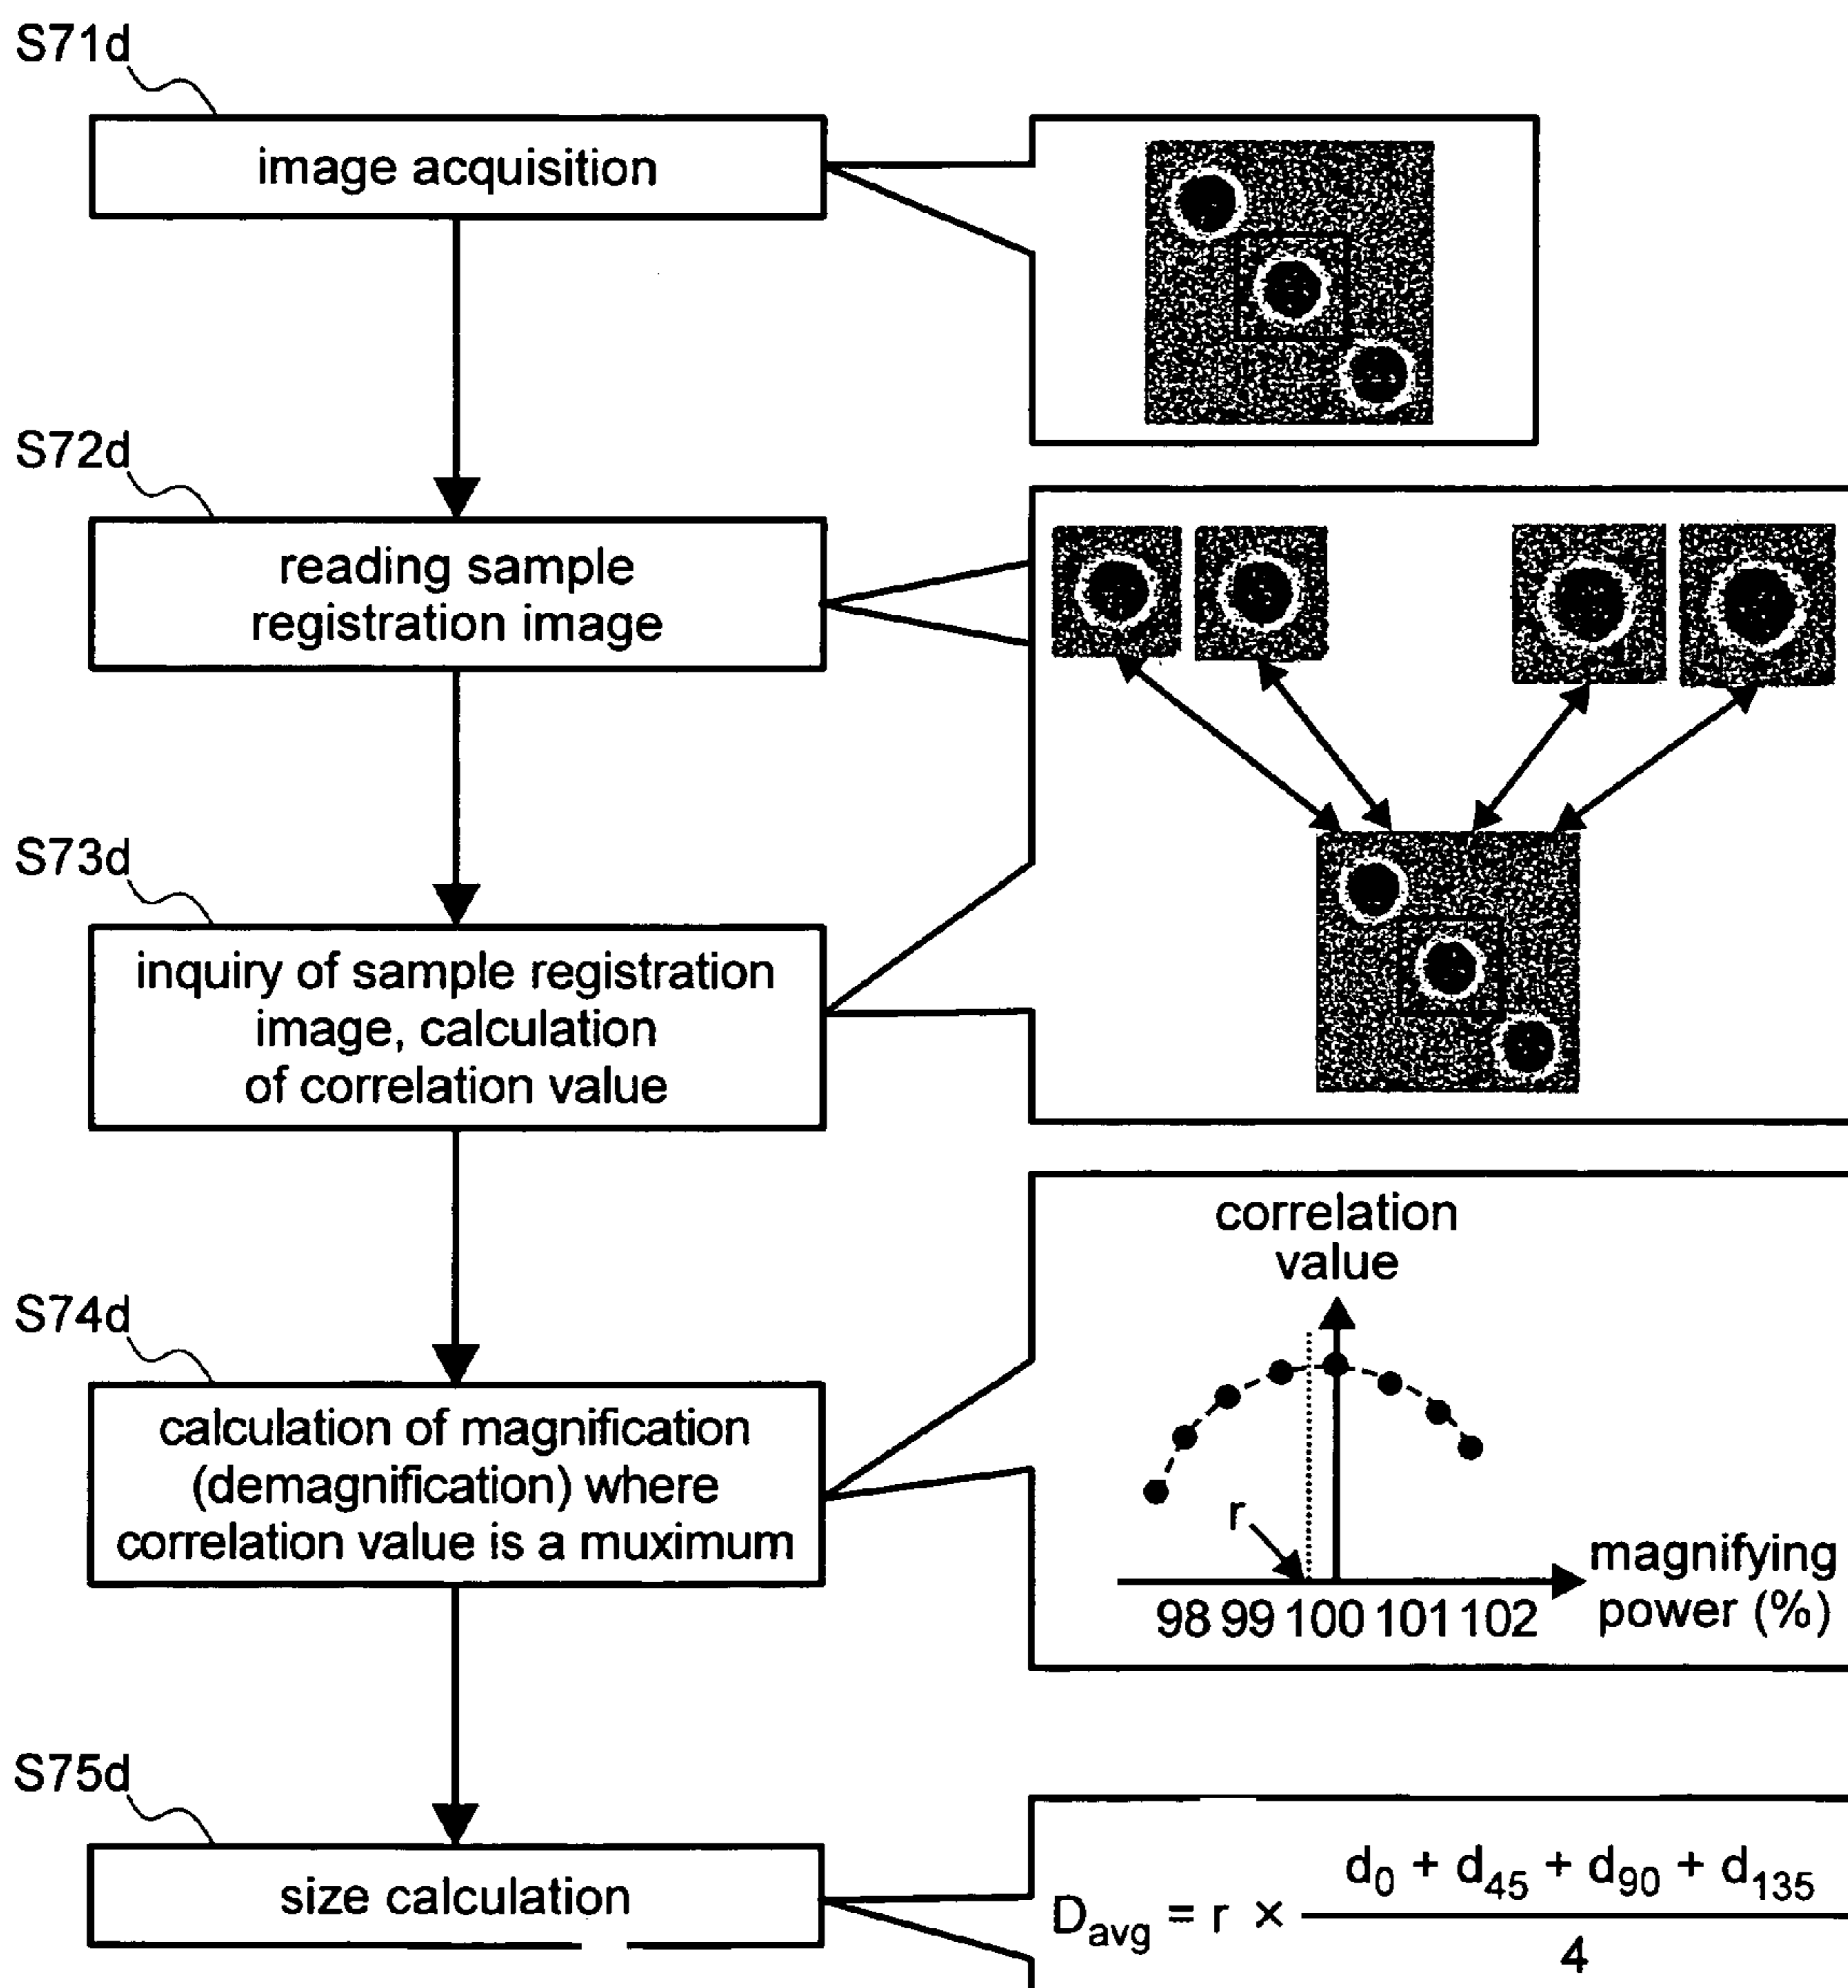 S71d
image acquisition
S72d
reading sample
registration image
S73d
inquiry of sample registration
image, calculation
of correlation value
S74d
calculation of magnification
(demagnification) where
correlation value is a muximum
correlation
value
r
98 99 100 101 102
magnifying
power (%)
S75d
size calculation
D_avg = r × (d_0 + d_45 + d_90 + d_135) / 4